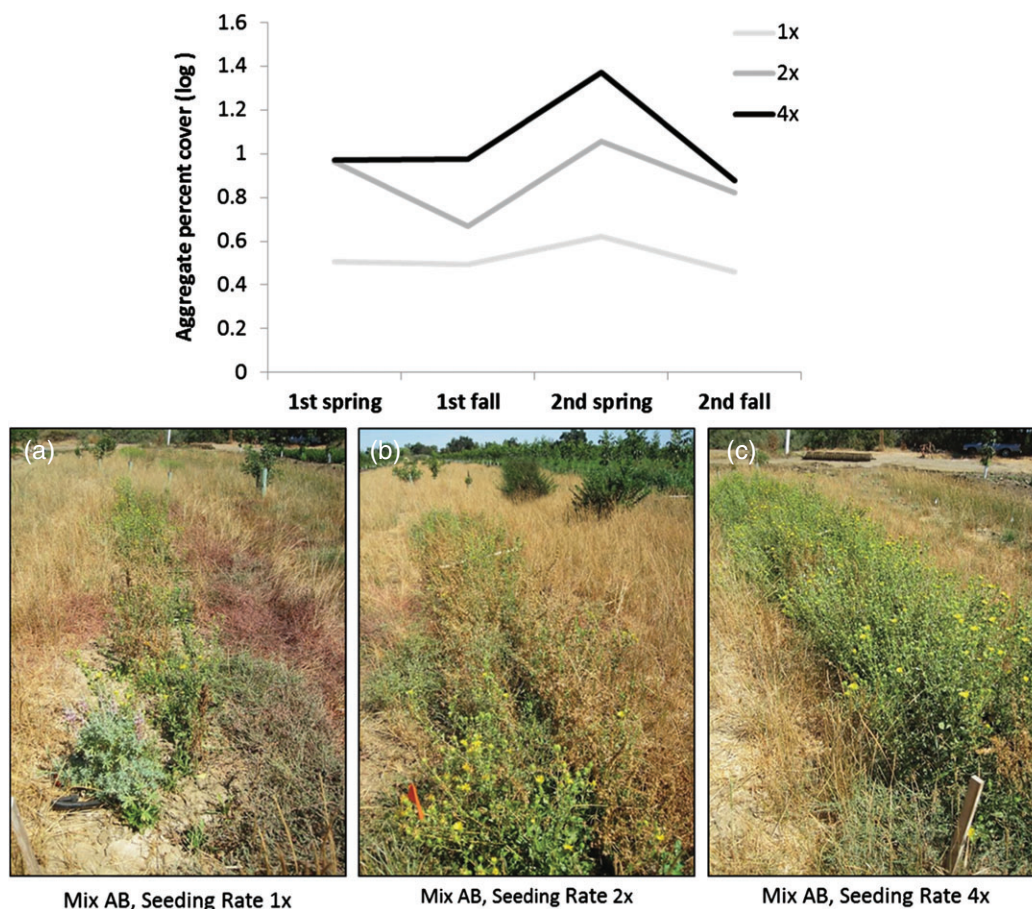 Aggregate percent cover (log )
1.6
1.4
1.2
1
0.8
0.6
0.4
0.2
0
1x
2x
4x
1st spring
1st fall
2nd spring
2nd fall
(a)
(b)
(c)
Mix AB, Seeding Rate 1x
Mix AB, Seeding Rate 2x
Mix AB, Seeding Rate 4x